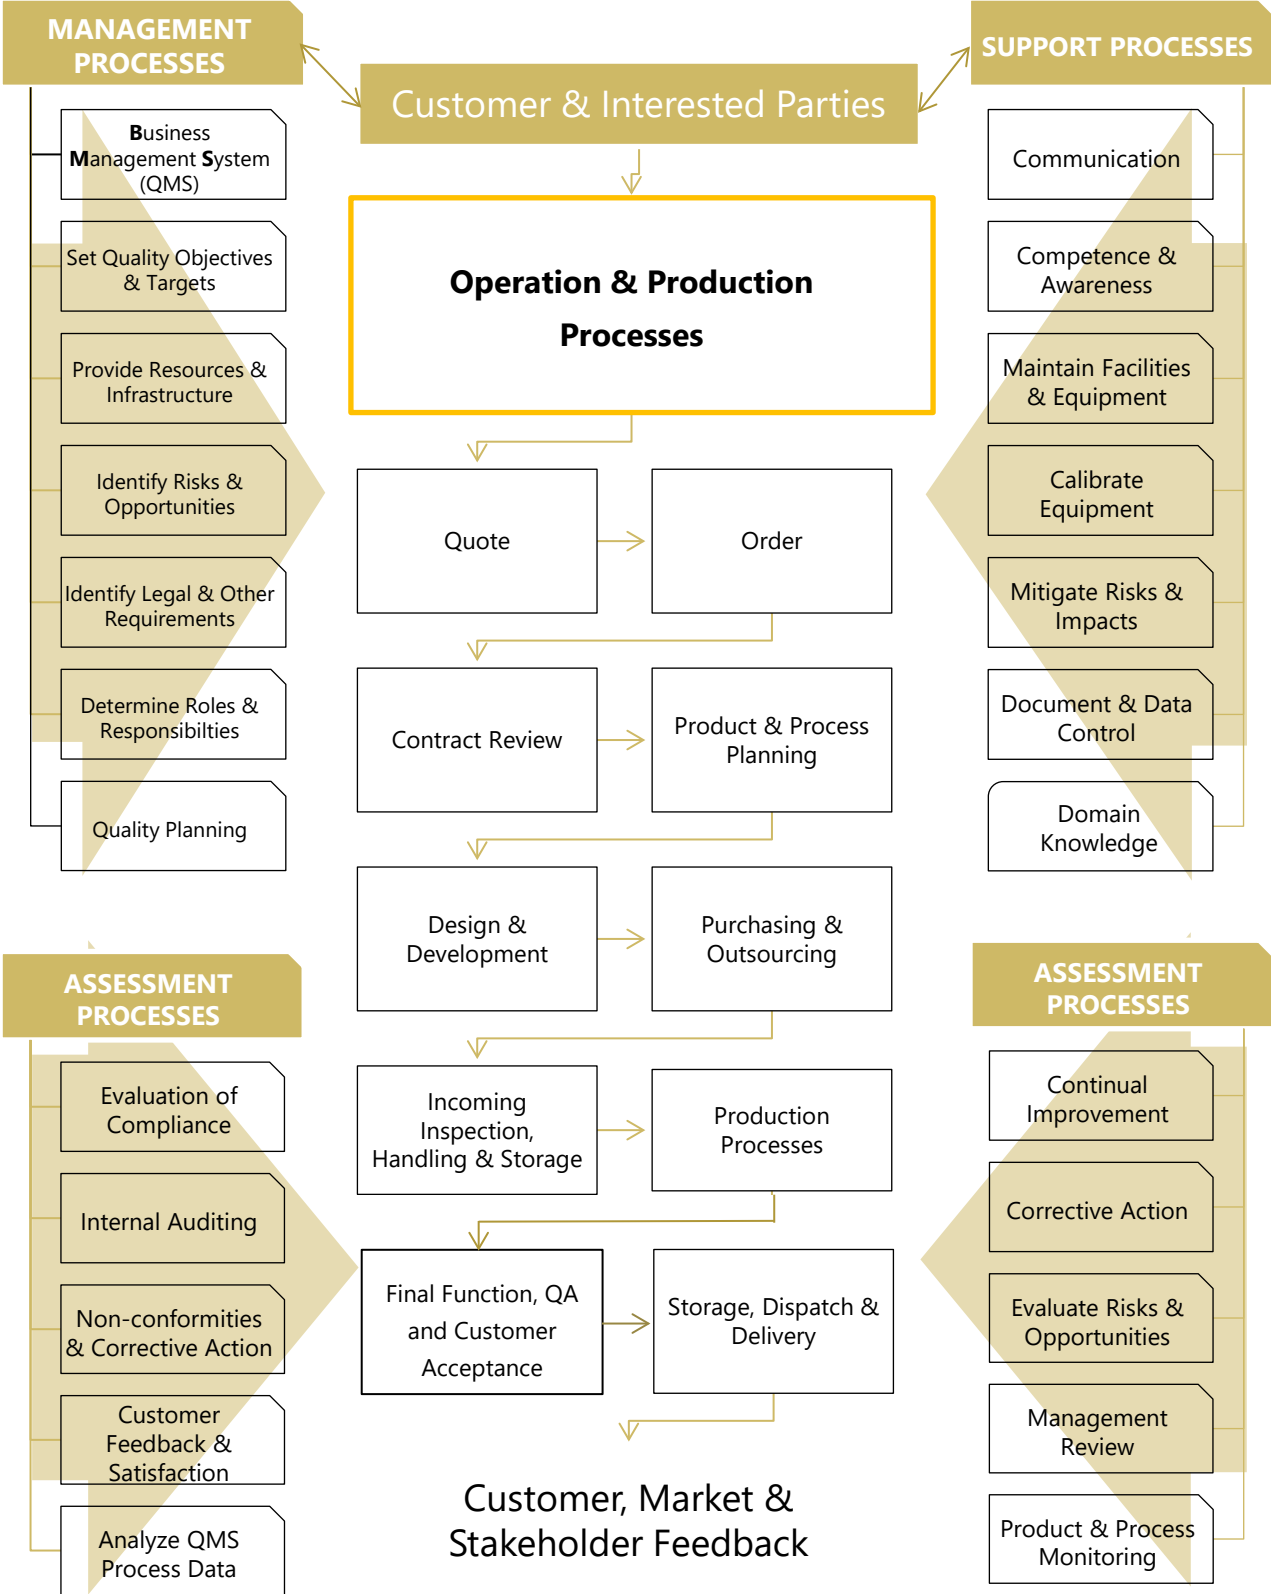 MANAGEMENT
PROCESSES
Customer & Interested Parties
SUPPORT PROCESSES
Business
Management System
(QMS)
Set Quality Objectives
& Targets
Provide Resources &
Infrastructure
Identify Risks &
Opportunities
Identify Legal & Other
Requirements
Determine Roles &
Responsibilties
Quality Planning
Operation & Production
Processes
Quote
Order
Contract Review
Product & Process
Planning
Design &
Development
Purchasing &
Outsourcing
Incoming
Inspection,
Handling & Storage
Production
Processes
Final Function, QA
and Customer
Acceptance
Storage, Dispatch &
Delivery
Customer, Market &
Stakeholder Feedback
Communication
Competence &
Awareness
Maintain Facilities
& Equipment
Calibrate
Equipment
Mitigate Risks &
Impacts
Document & Data
Control
Domain
Knowledge
ASSESSMENT
PROCESSES
Evaluation of
Compliance
Internal Auditing
Non-conformities
& Corrective Action
Customer
Feedback &
Satisfaction
Analyze QMS
Process Data
ASSESSMENT
PROCESSES
Continual
Improvement
Corrective Action
Evaluate Risks &
Opportunities
Management
Review
Product & Process
Monitoring